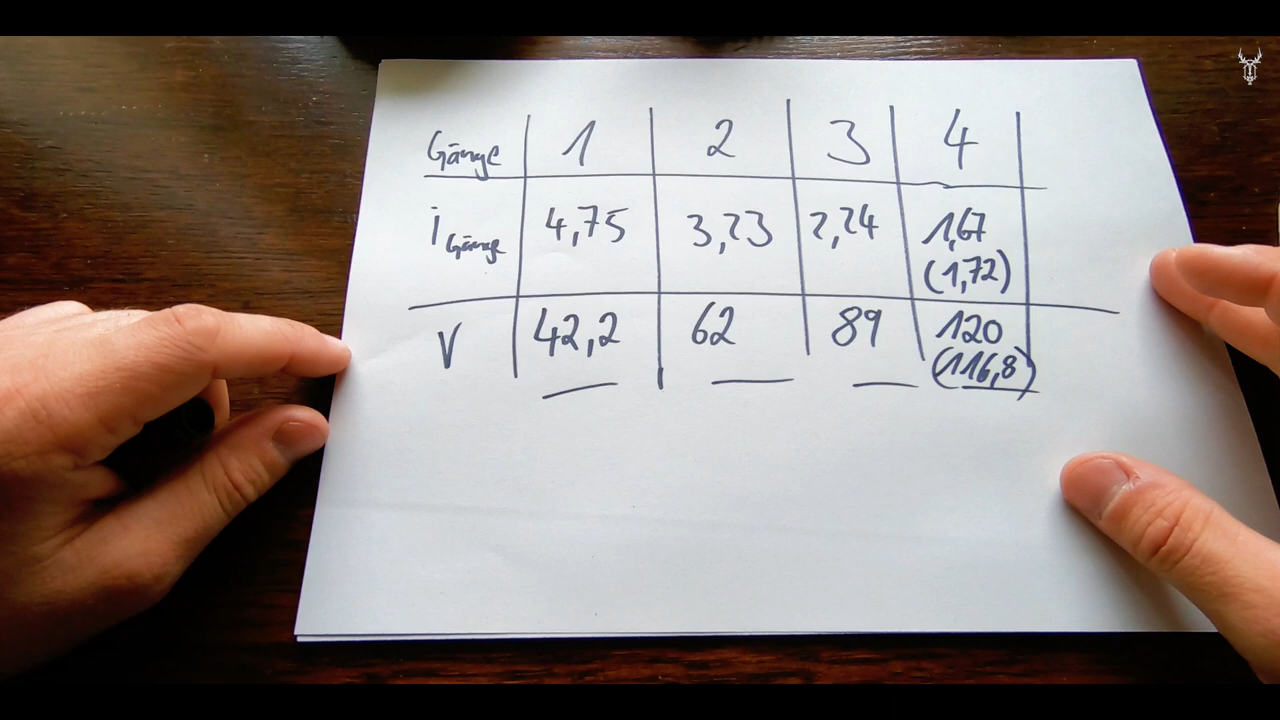 Gänge 1 2 3 4
i Gänge 4,75 3,23 2,24 1,67
(1,72)
V 42,2 62 89 120
(116,8)